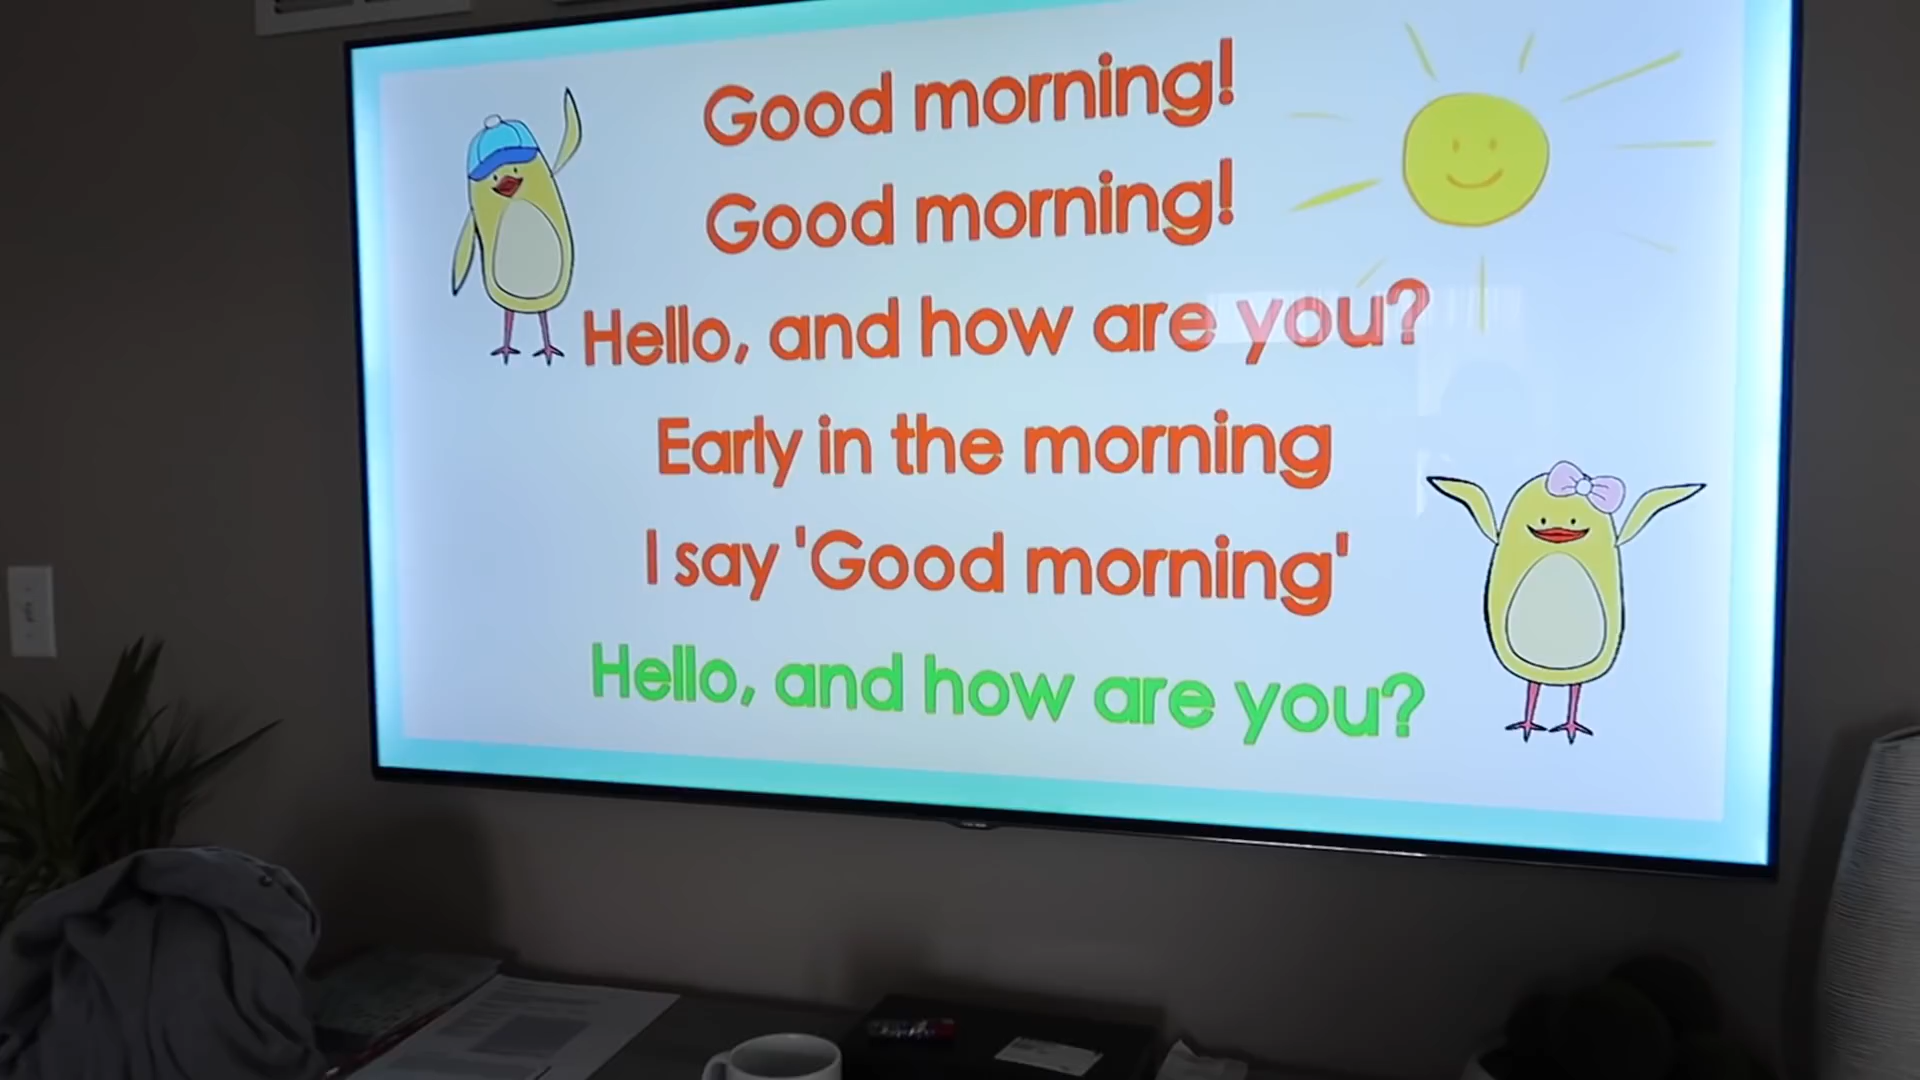 Good morning!
Good morning!
Hello, and how are you?
Early in the morning
I say 'Good morning'
Hello, and how are you?